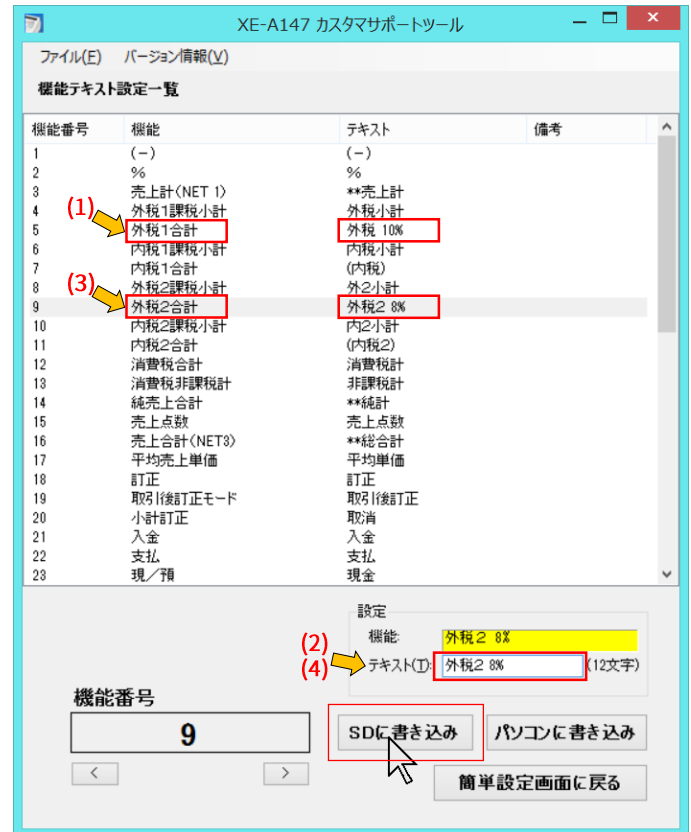 XE-A147 カスタマサポートツール
ファイル(F) バージョン情報(V)
機能テキスト設定一覧
機能番号 機能 テキスト 備考
1 (-) (-)
2 % %
3 売上計(NET 1) **売上計
4 外税1課税小計 外税小計
(1)
5 外税1合計 外税 10%
6 内税1課税小計 内税小計
7 内税1合計 (内税)
8 外税2課税小計 外2小計
(3)
9 外税2合計 外税2 8%
10 内税2課税小計 内2小計
11 内税2合計 (内税2)
12 消費税合計 消費税計
13 消費税非課税計 非課税計
14 純売上合計 **純計
15 売上点数 売上点数
16 売上合計(NET3) **総合計
17 平均売上単価 平均単価
18 訂正 訂正
19 取引後訂正モード 取引後訂正
20 小計訂正 取消
21 入金 入金
22 支払 支払
23 現/預 現金
設定
(2) 機能: 外税2 8%
(4) テキスト(T): 外税2 8% (12文字)
機能番号
9
SDに書き込み パソコンに書き込み
< >
簡単設定画面に戻る